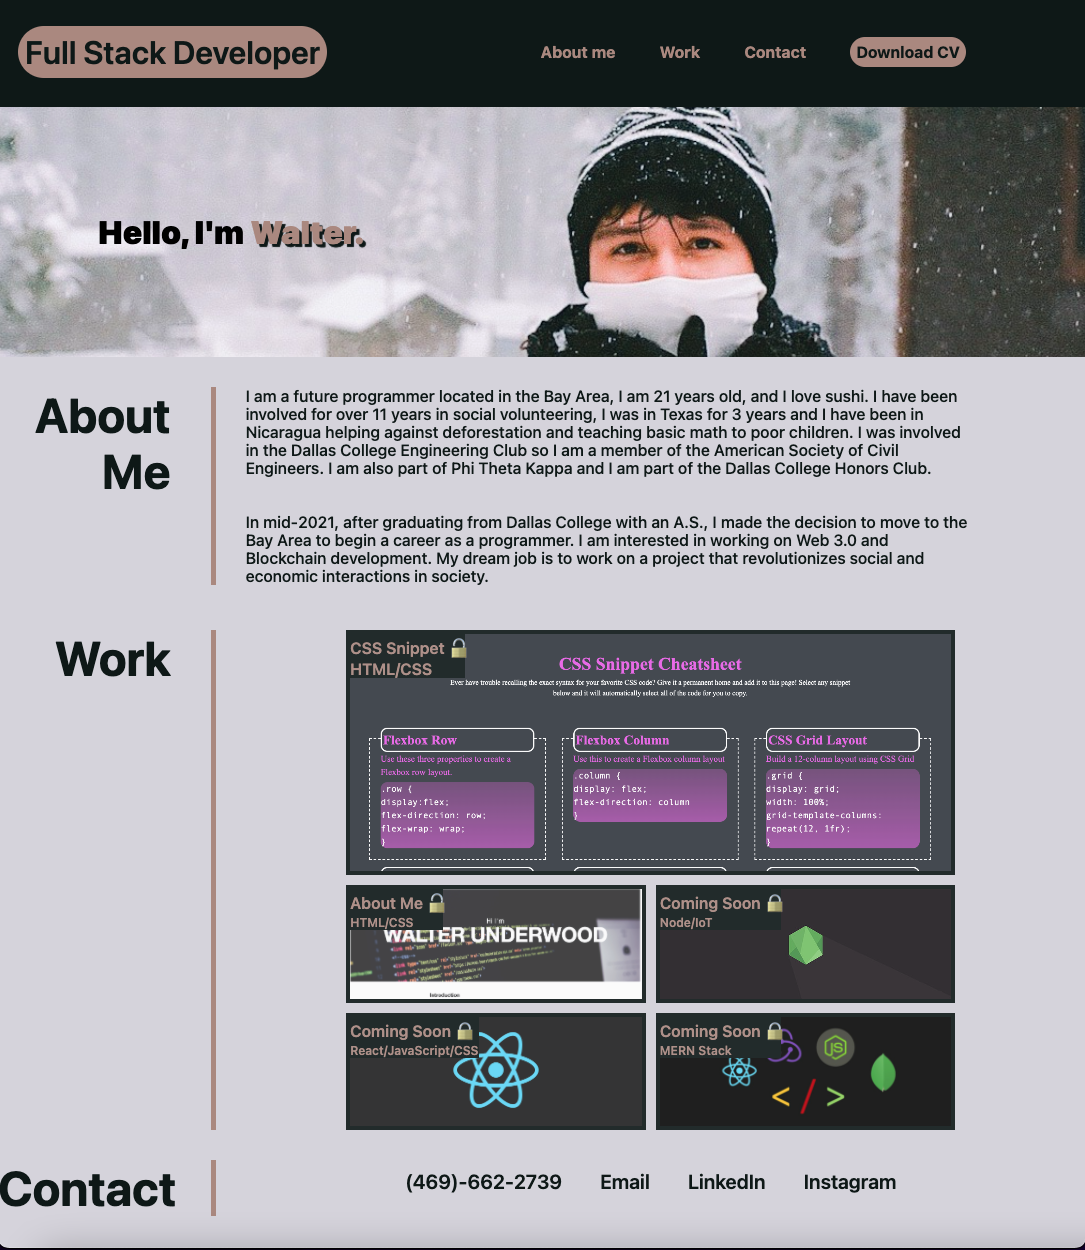 Full Stack Developer
About me
Work
Contact
Download CV
Hello, I'm Walter.
About
Me
I am a future programmer located in the Bay Area, I am 21 years old, and I love sushi. I have been
involved for over 11 years in social volunteering, I was in Texas for 3 years and I have been in
Nicaragua helping against deforestation and teaching basic math to poor children. I was involved
in the Dallas College Engineering Club so I am a member of the American Society of Civil
Engineers. I am also part of Phi Theta Kappa and I am part of the Dallas College Honors Club.
In mid-2021, after graduating from Dallas College with an A.S., I made the decision to move to the
Bay Area to begin a career as a programmer. I am interested in working on Web 3.0 and
Blockchain development. My dream job is to work on a project that revolutionizes social and
economic interactions in society.
Work
CSS Snippet 🔒
HTML/CSS
CSS Snippet Cheatsheet
Ever have trouble recalling the exact syntax for your favorite CSS code? Give it a permanent home and add it to this page! Select any snippet
below and it will automatically select all of the code for you to copy.
Flexbox Row
Use these three properties to create a
Flexbox row layout.
.row {
display:flex;
flex-direction: row;
flex-wrap: wrap;
}
Flexbox Column
Use this to create a Flexbox column layout
.column {
display: flex;
flex-direction: column
}
CSS Grid Layout
Build a 12-column layout using CSS Grid
.grid {
display: grid;
width: 100%;
grid-template-columns:
repeat(12, 1fr);
}
About Me 🔒
HTML/CSS
Hi I'm
WALTER UNDERWOOD
Introduction
Coming Soon 🔒
Node/IoT
Coming Soon 🔒
React/JavaScript/CSS
Coming Soon 🔒
MERN Stack
JS
< / >
Contact
(469)-662-2739
Email
LinkedIn
Instagram